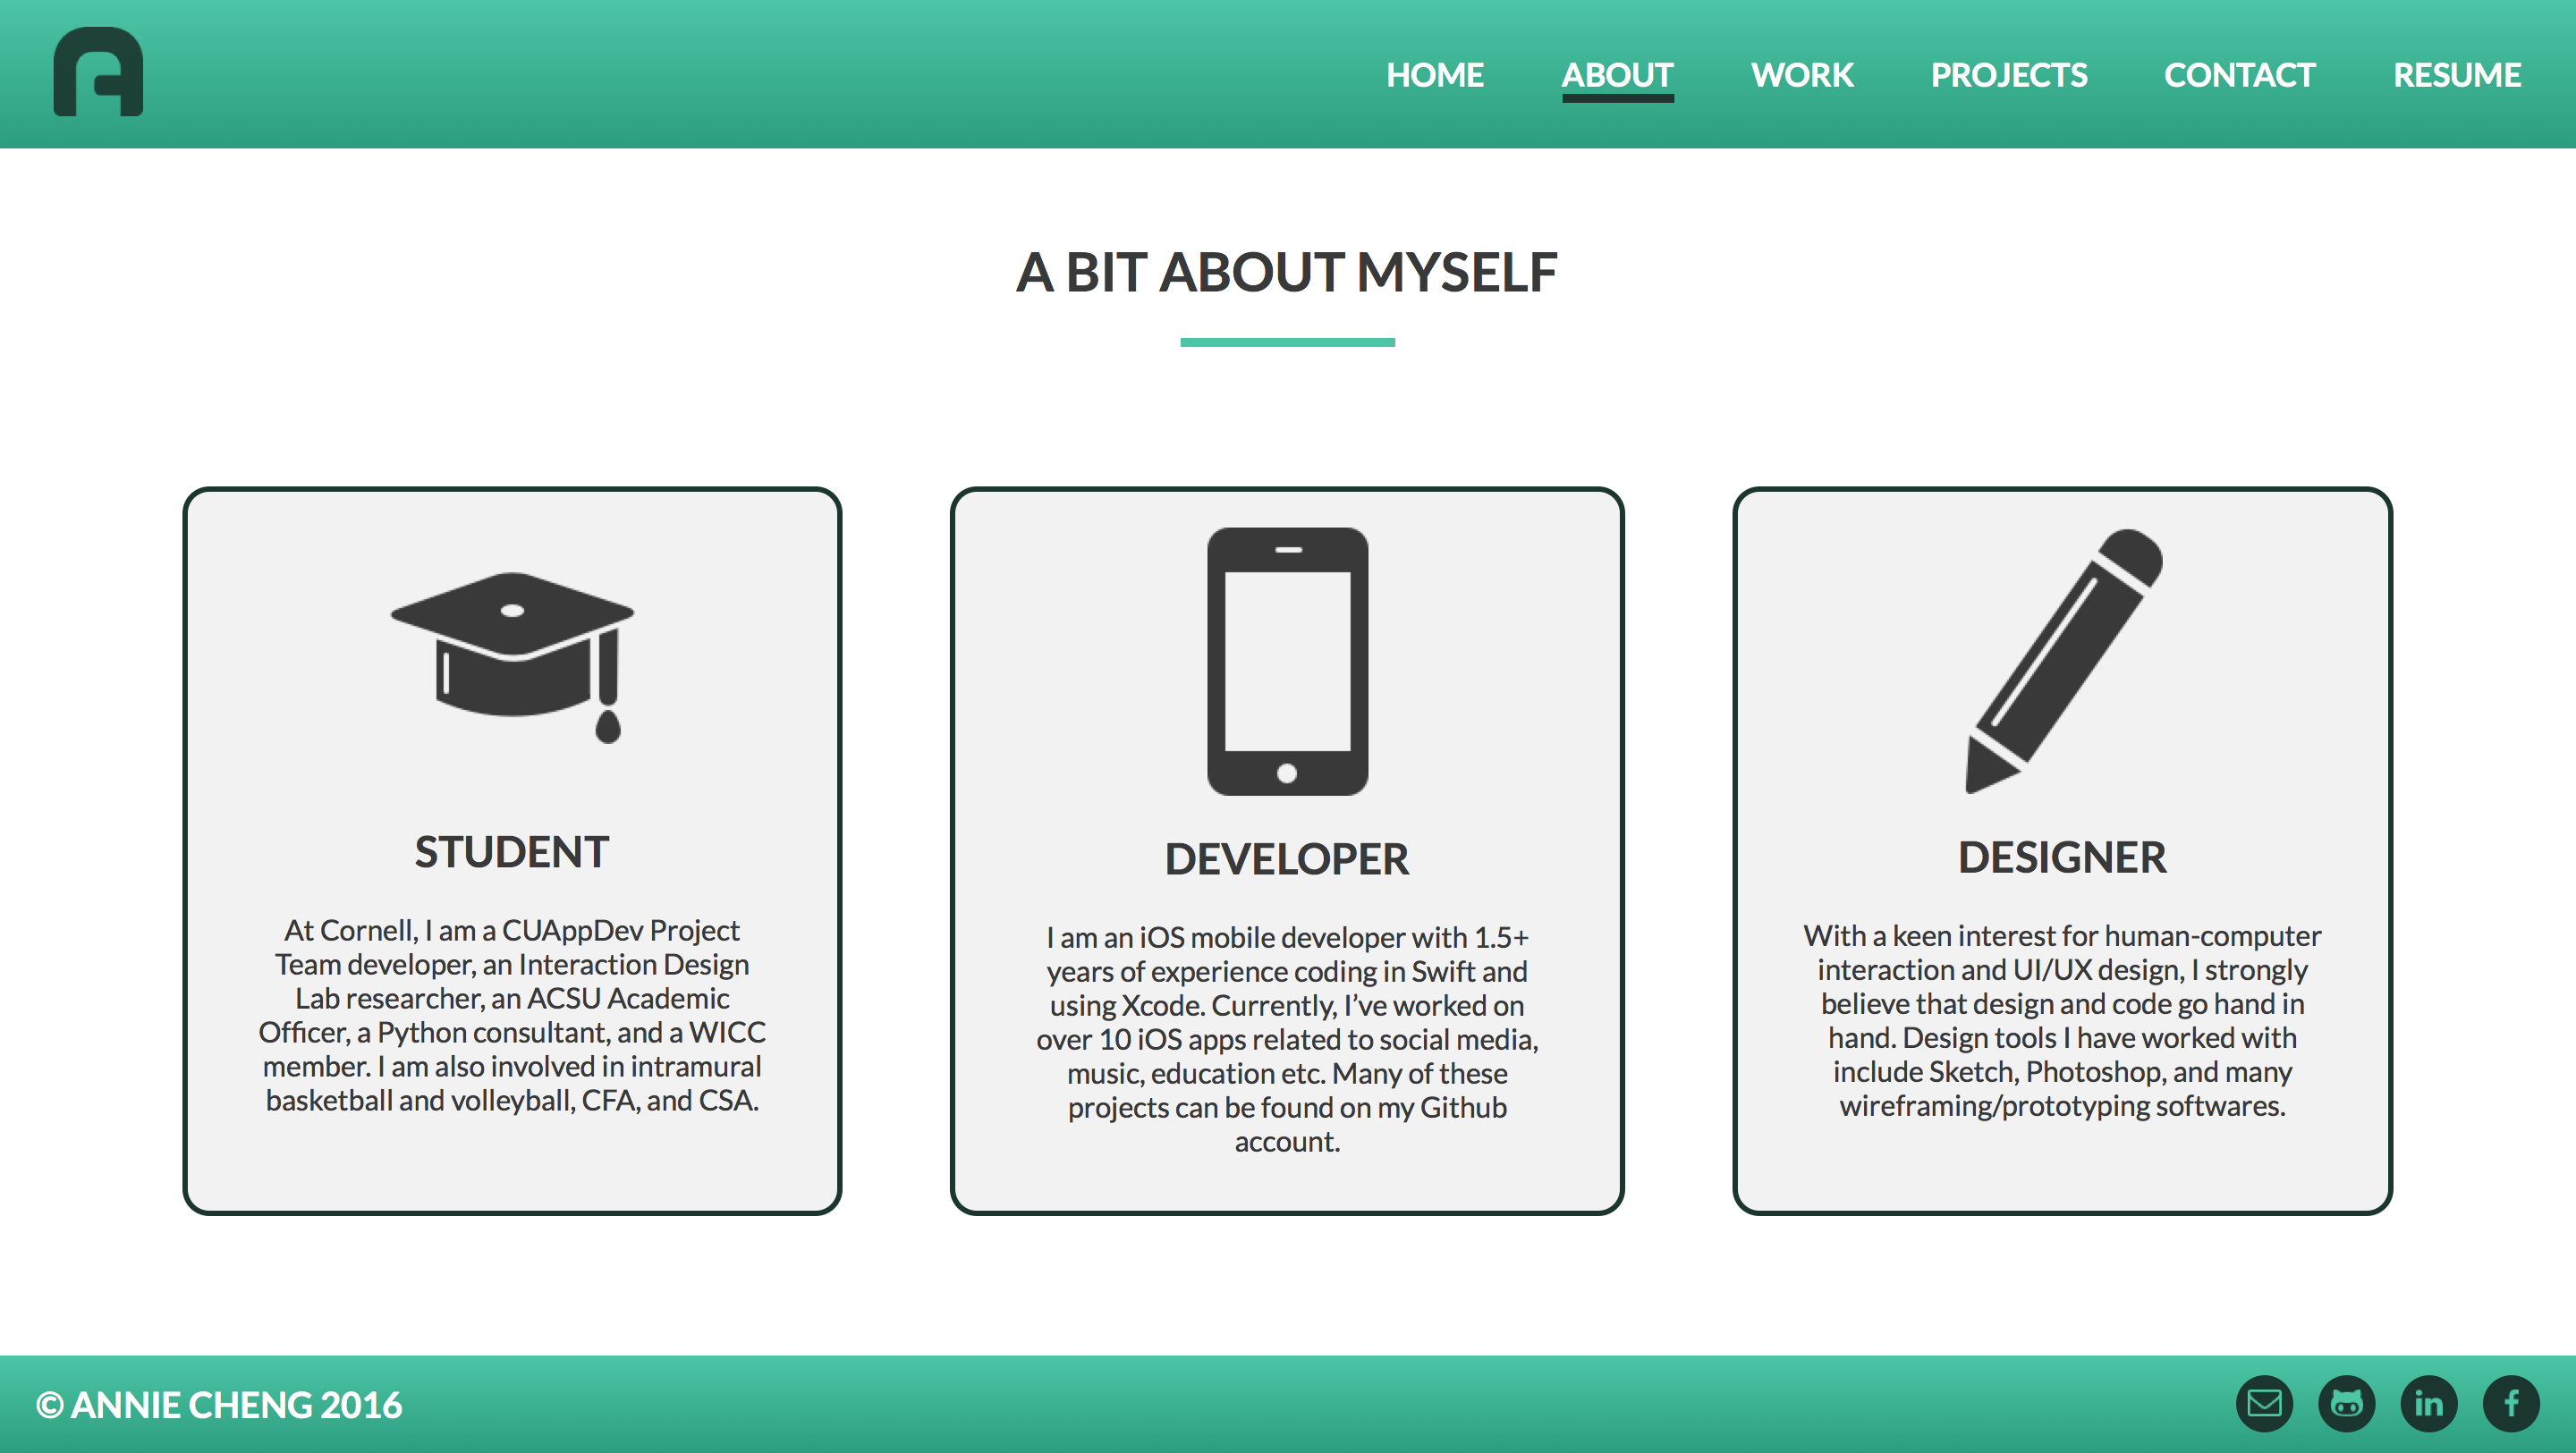 HOME ABOUT WORK PROJECTS CONTACT RESUME
A BIT ABOUT MYSELF
STUDENT
At Cornell, I am a CUAppDev Project
Team developer, an Interaction Design
Lab researcher, an ACSU Academic
Officer, a Python consultant, and a WICC
member. I am also involved in intramural
basketball and volleyball, CFA, and CSA.
DEVELOPER
I am an iOS mobile developer with 1.5+
years of experience coding in Swift and
using Xcode. Currently, I’ve worked on
over 10 iOS apps related to social media,
music, education etc. Many of these
projects can be found on my Github
account.
DESIGNER
With a keen interest for human-computer
interaction and UI/UX design, I strongly
believe that design and code go hand in
hand. Design tools I have worked with
include Sketch, Photoshop, and many
wireframing/prototyping softwares.
© ANNIE CHENG 2016